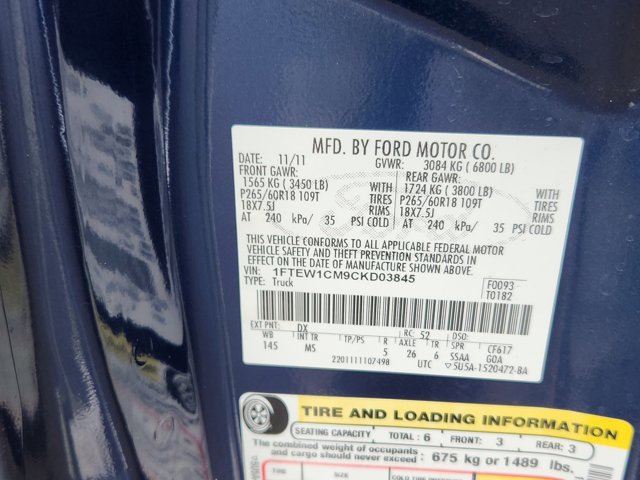 MFD. BY FORD MOTOR CO.
DATE: 11/11 GVWR: 3084 KG ( 6800 LB)
FRONT GAWR: REAR GAWR:
1565 KG ( 3450 LB) WITH 1724 KG ( 3800 LB) WITH
P265/60R18 109T TIRES P265/60R18 109T TIRES
18X7.5J RIMS 18X7.5J RIMS
AT 240 kPa/ 35 PSI COLD AT 240 kPa/ 35 PSI COLD
THIS VEHICLE CONFORMS TO ALL APPLICABLE FEDERAL MOTOR
VEHICLE SAFETY AND THEFT PREVENTION STANDARDS IN
EFFECT ON THE DATE OF MANUFACTURE SHOWN ABOVE.
VIN: 1FTEW1CM9CKD03845 F0093
TYPE: Truck T0182
EXT PNT: DX RC: 52 DSO:
WB INT TR TP/PS R AXLE TR SPR CF617
145 MS 5 26 6 SSAA GOA
2201111107498 UTC 5U5A-1520472-BA
TIRE AND LOADING INFORMATION
SEATING CAPACITY TOTAL : 6 FRONT: 3 REAR: 3
The combined weight of occupants
and cargo should never exceed : 675 kg or 1489 lbs.
TIRE SIZE COLD TIRE